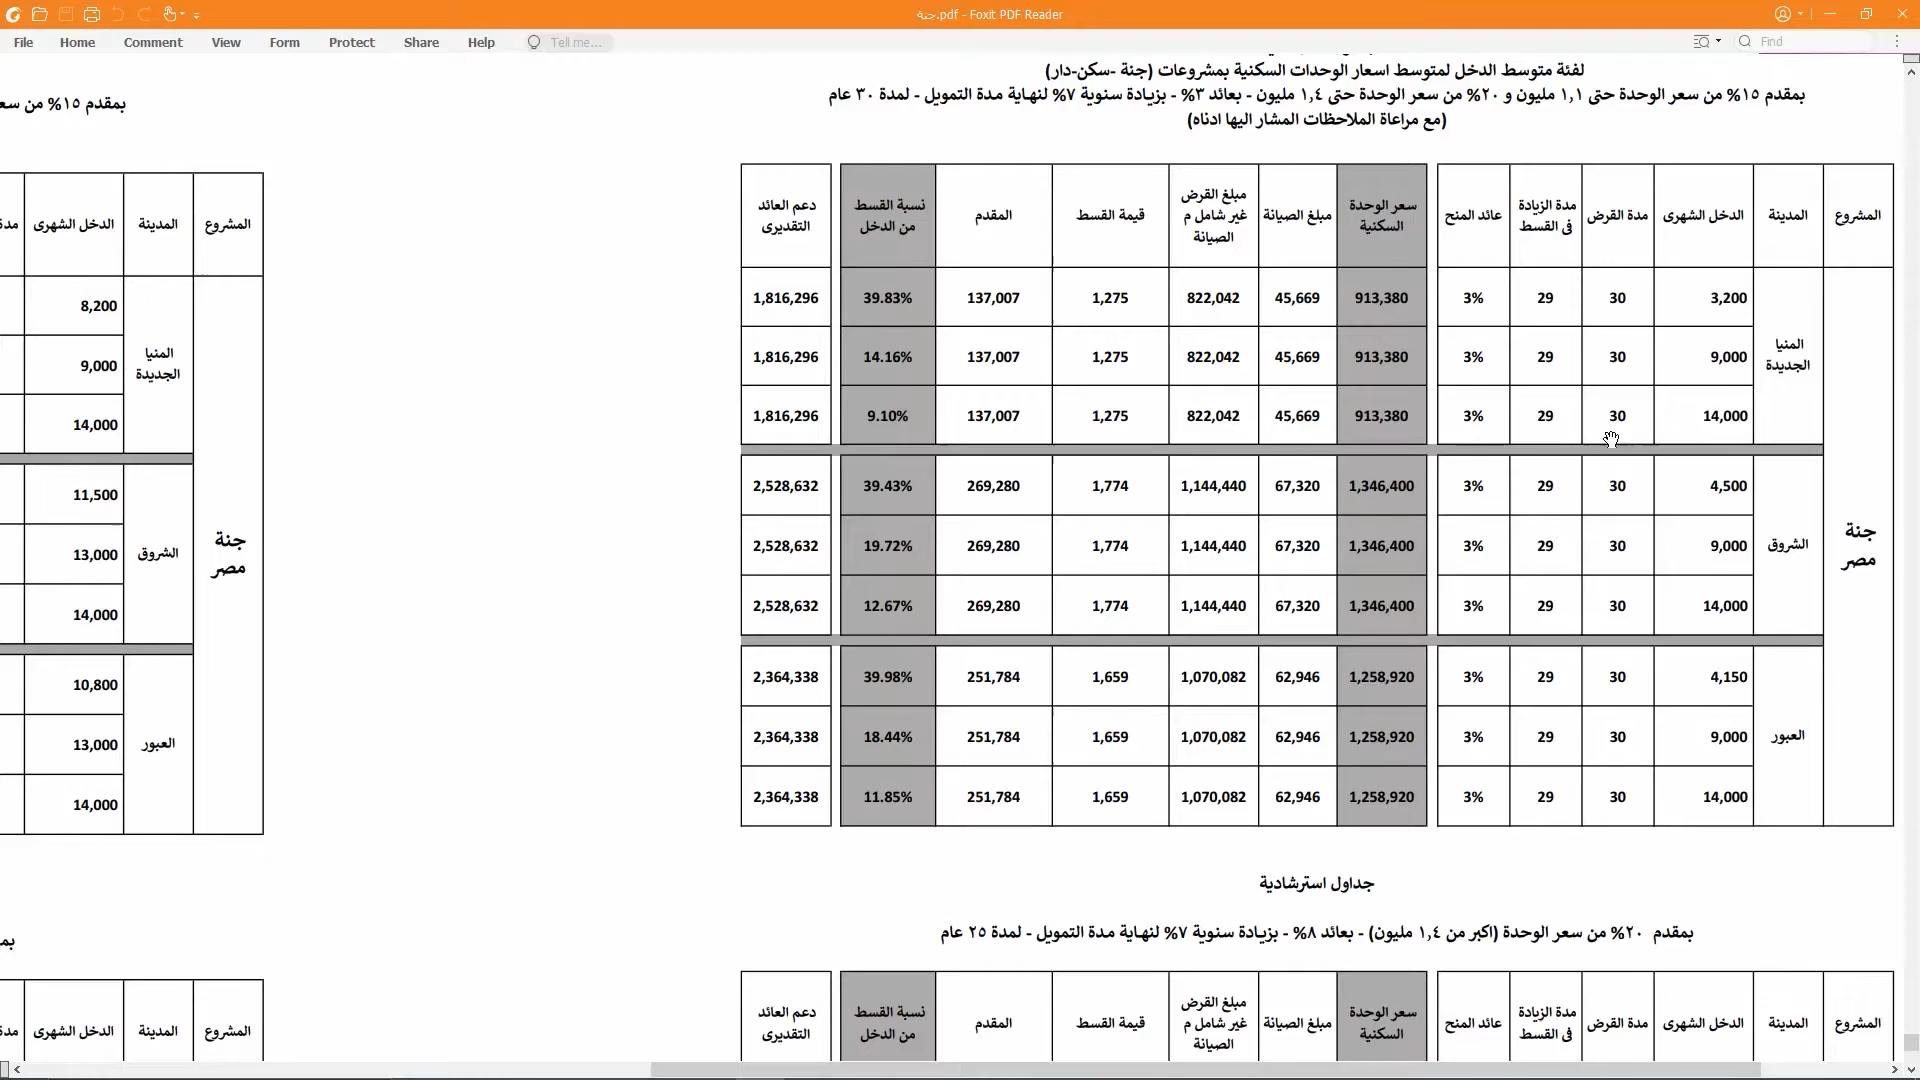 جنة.pdf - Foxit PDF Reader
File Home Comment View Form Protect Share Help Tell me... Find
لفئة متوسط الدخل لمتوسط اسعار الوحدات السكنية بمشروعات (جنة -سكن-دار)
بمقدم ١٥% من سعر الوحدة حتى ١,١ مليون و ٢٠% من سعر الوحدة حتى ١,٤ مليون - بعائد ٣% - بزيادة سنوية ٧% لنهاية مدة التمويل - لمدة ٣٠ عام
(مع مراعاة الملاحظات المشار اليها ادناه)
المشروع المدينة الدخل الشهرى مدة القرض مدة الزيادة فى القسط عائد المنح سعر الوحدة السكنية مبلغ الصيانة مبلغ القرض غير شامل م الصيانة قيمة القسط المقدم نسبة القسط من الدخل دعم العائد التقديرى
جنة مصر
المنيا الجديدة
3,200 30 29 3% 913,380 45,669 822,042 1,275 137,007 39.83% 1,816,296
9,000 30 29 3% 913,380 45,669 822,042 1,275 137,007 14.16% 1,816,296
14,000 30 29 3% 913,380 45,669 822,042 1,275 137,007 9.10% 1,816,296
الشروق
4,500 30 29 3% 1,346,400 67,320 1,144,440 1,774 269,280 39.43% 2,528,632
9,000 30 29 3% 1,346,400 67,320 1,144,440 1,774 269,280 19.72% 2,528,632
14,000 30 29 3% 1,346,400 67,320 1,144,440 1,774 269,280 12.67% 2,528,632
العبور
4,150 30 29 3% 1,258,920 62,946 1,070,082 1,659 251,784 39.98% 2,364,338
9,000 30 29 3% 1,258,920 62,946 1,070,082 1,659 251,784 18.44% 2,364,338
14,000 30 29 3% 1,258,920 62,946 1,070,082 1,659 251,784 11.85% 2,364,338
جداول استرشادية
بمقدم ٢٠% من سعر الوحدة (اكبر من ١,٤ مليون) - بعائد ٨% - بزيادة سنوية ٧% لنهاية مدة التمويل - لمدة ٢٥ عام
المشروع المدينة الدخل الشهرى مدة القرض مدة الزيادة فى القسط عائد المنح سعر الوحدة السكنية مبلغ الصيانة مبلغ القرض غير شامل م الصيانة قيمة القسط المقدم نسبة القسط من الدخل دعم العائد التقديرى
بمقدم ١٥% من
المشروع المدينة الدخل الشهرى مدة
جنة مصر
المنيا الجديدة
8,200
9,000
14,000
الشروق
11,500
13,000
14,000
العبور
10,800
13,000
14,000
المشروع المدينة الدخل الشهرى مدة